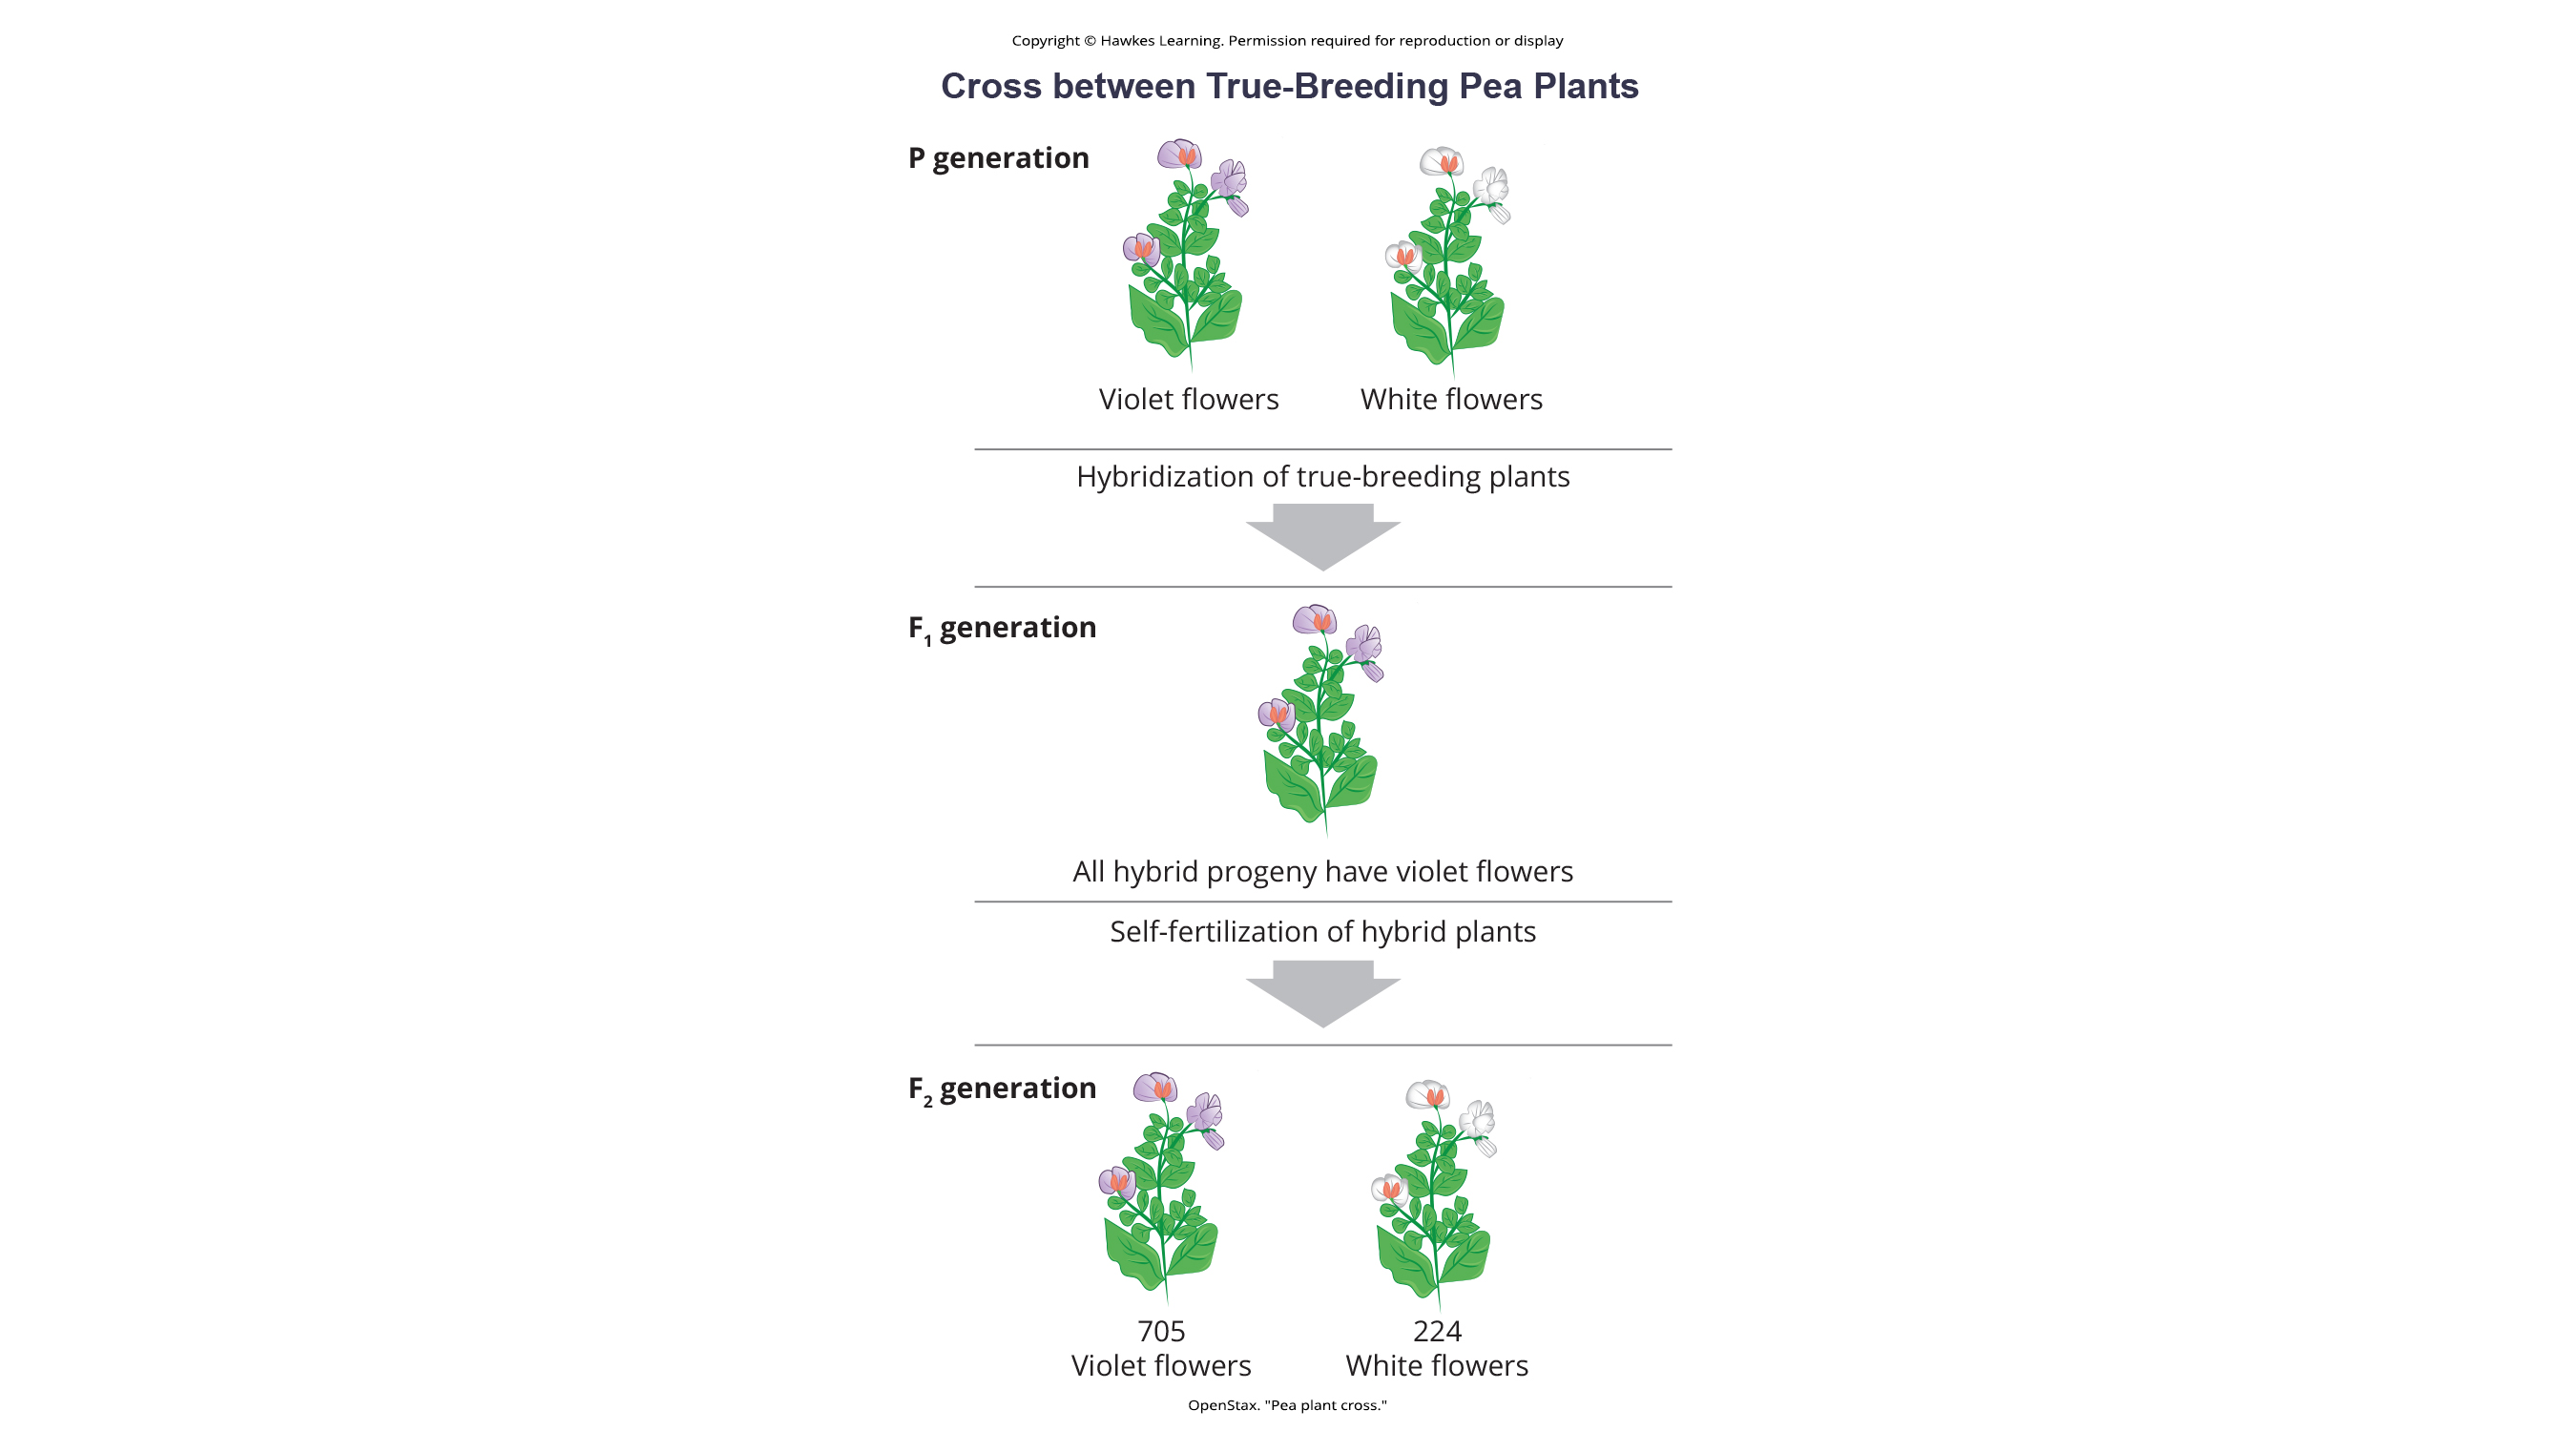 Copyright © Hawkes Learning. Permission required for reproduction or display
Cross between True-Breeding Pea Plants
P generation
Violet flowers
White flowers
Hybridization of true-breeding plants
F₁ generation
All hybrid progeny have violet flowers
Self-fertilization of hybrid plants
F₂ generation
705
Violet flowers
224
White flowers
OpenStax. "Pea plant cross."